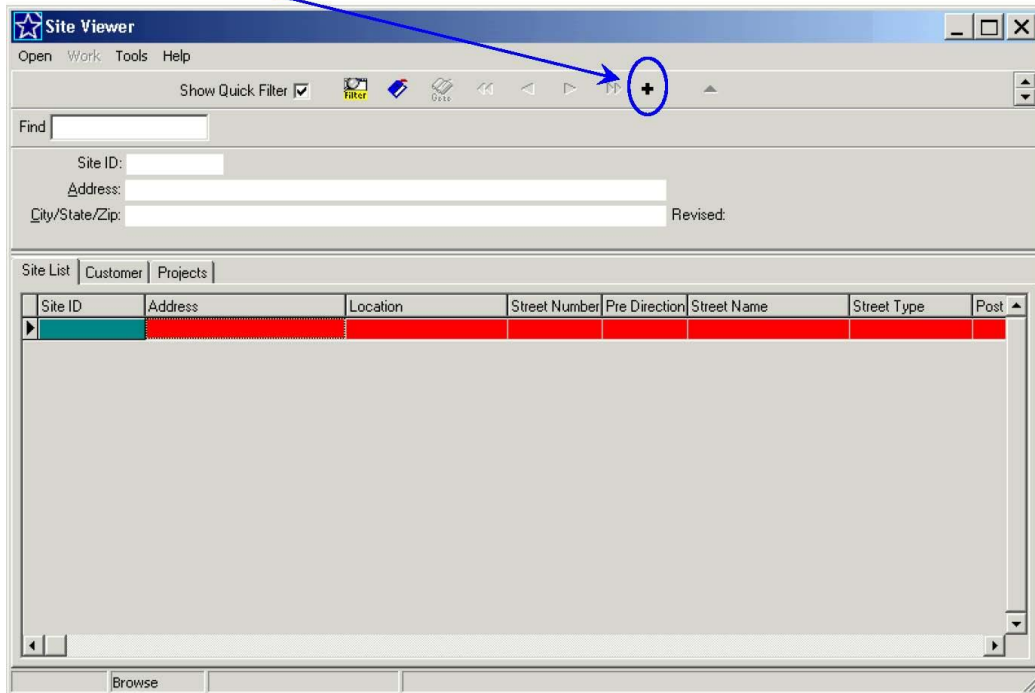 Site Viewer
Open Work Tools Help
Show Quick Filter Filter Goto
Find
Site ID:
Address:
City/State/Zip: Revised:
Site List Customer Projects
Site ID Address Location Street Number Pre Direction Street Name Street Type Post
Browse